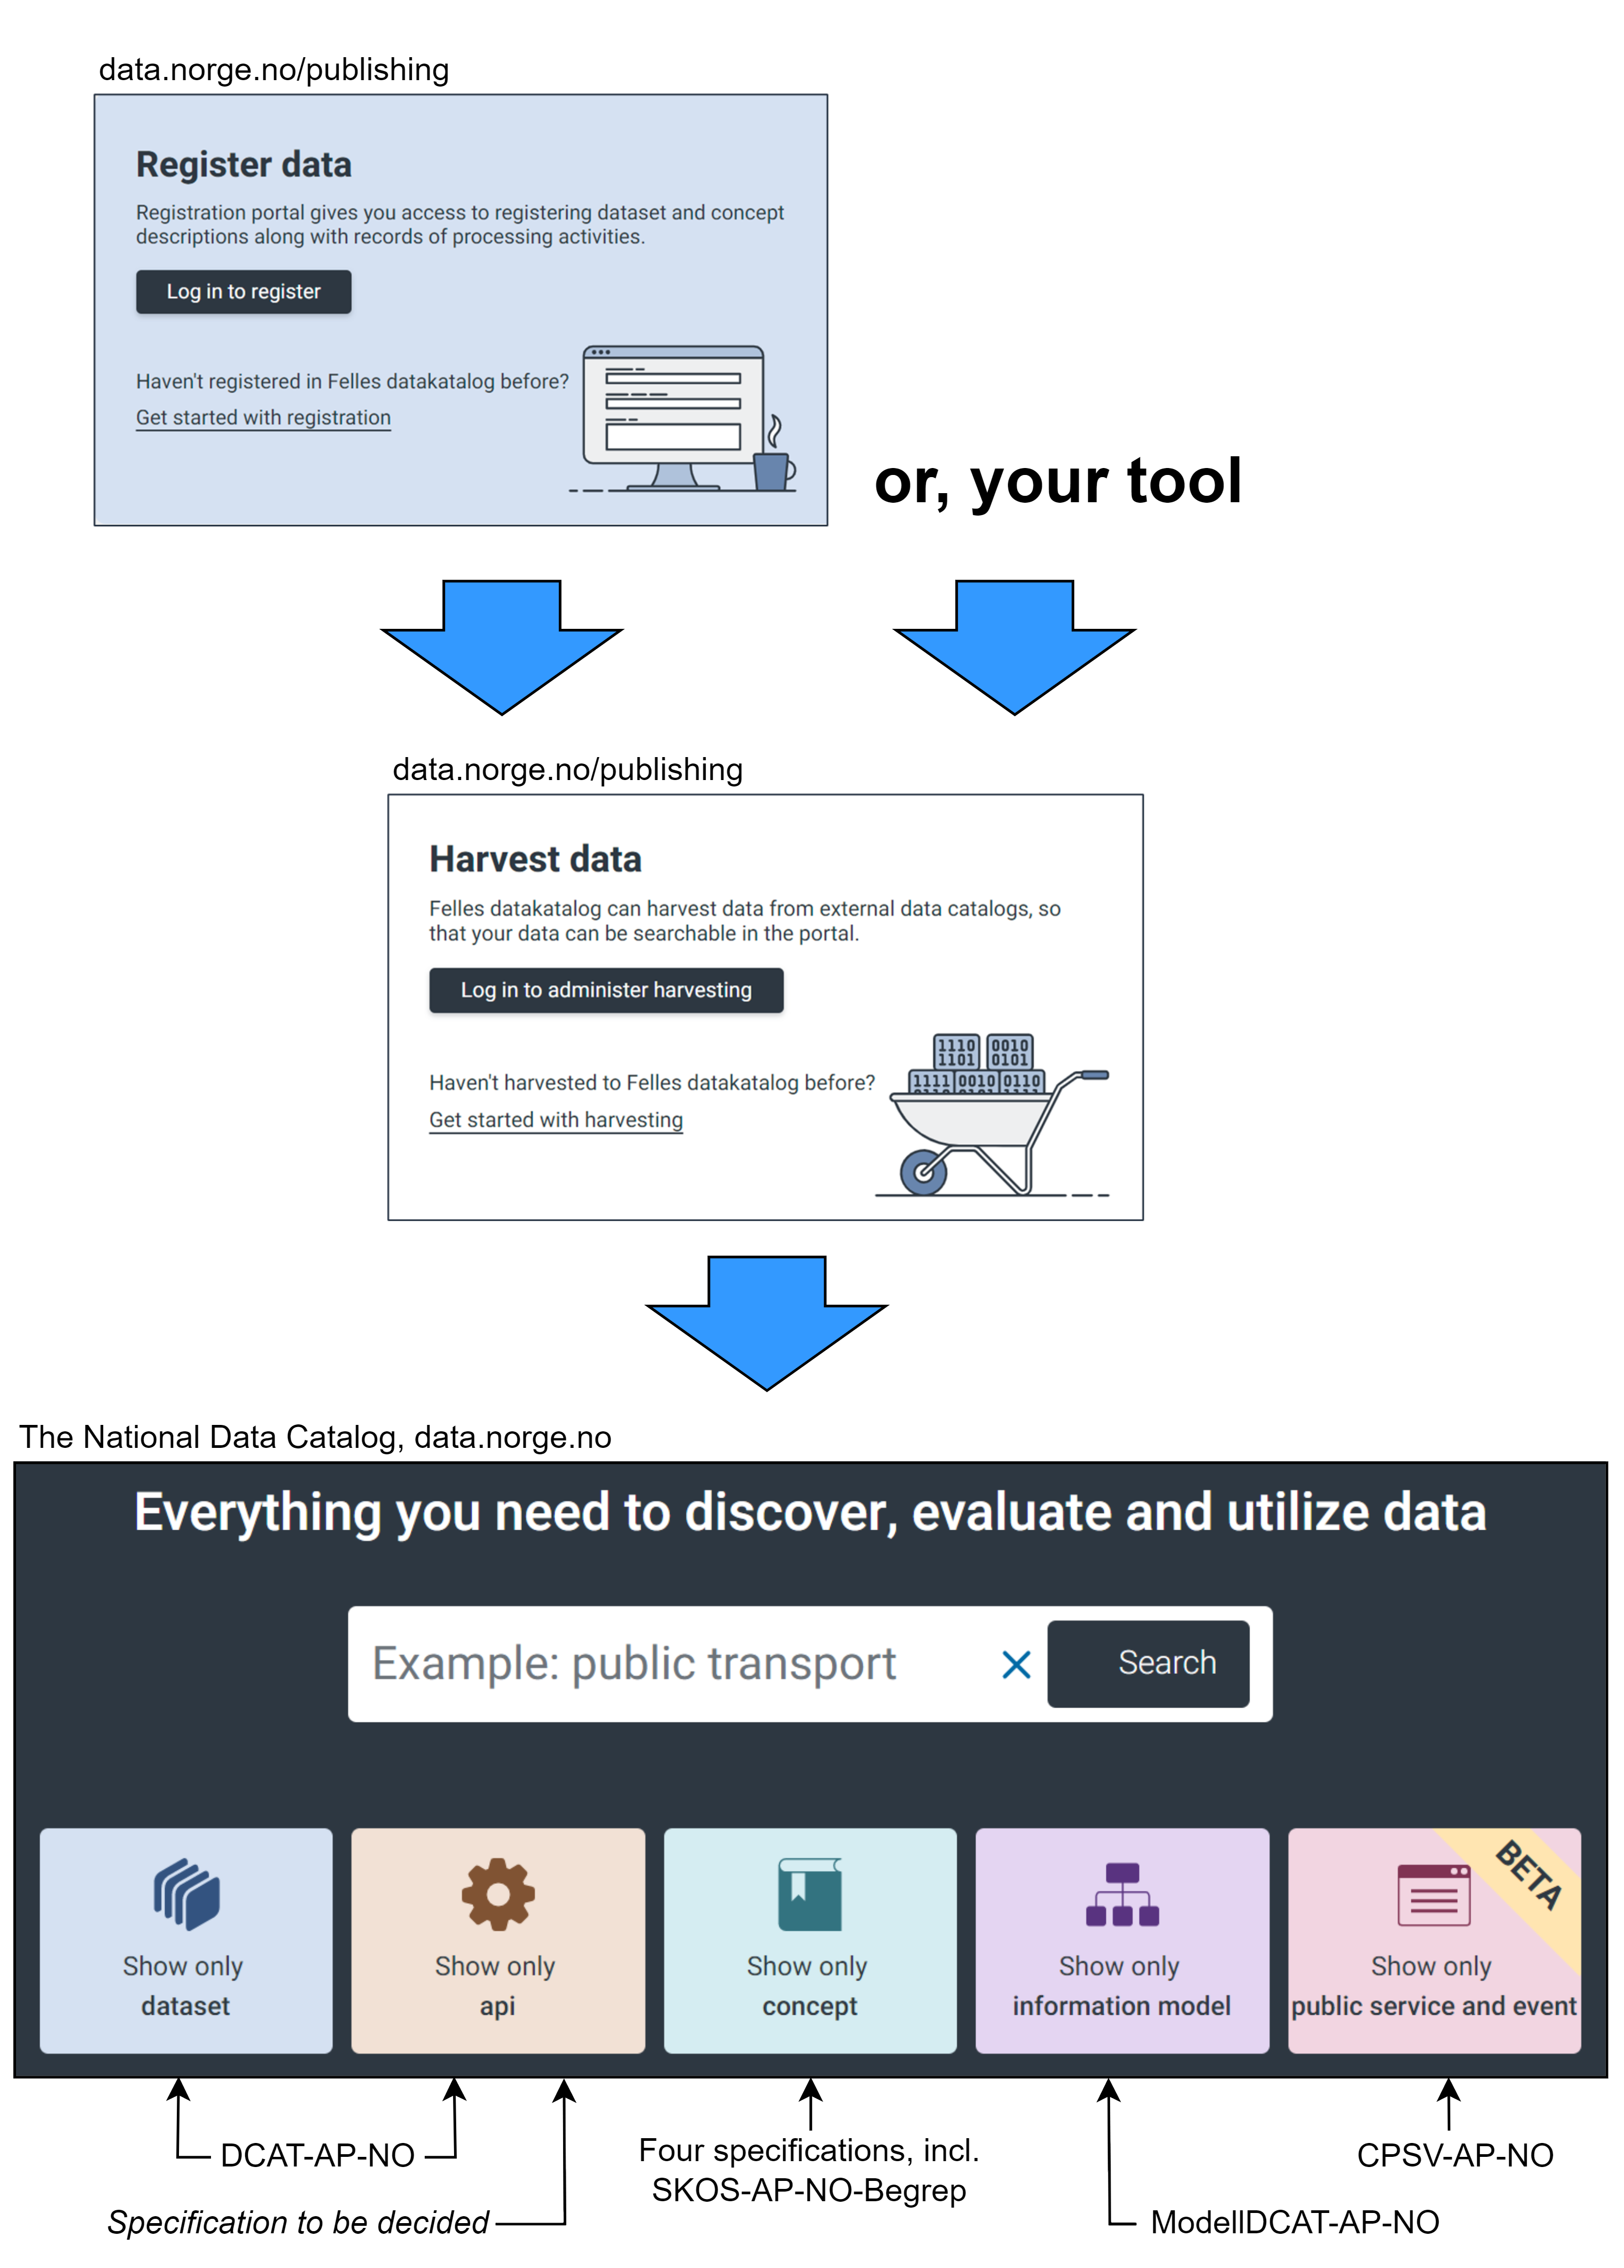 data.norge.no/publishing
Register data
Registration portal gives you access to registering dataset and concept
descriptions along with records of processing activities.
Log in to register
Haven't registered in Felles datakatalog before?
Get started with registration
or, your tool
data.norge.no/publishing
Harvest data
Felles datakatalog can harvest data from external data catalogs, so
that your data can be searchable in the portal.
Log in to administer harvesting
1110 0010
1101 0101
1111 0010 0110
Haven't harvested to Felles datakatalog before?
Get started with harvesting
The National Data Catalog, data.norge.no
Everything you need to discover, evaluate and utilize data
Example: public transport
Search
Show only
dataset
Show only
api
Show only
concept
Show only
information model
BETA
Show only
public service and event
DCAT-AP-NO
Specification to be decided
Four specifications, incl.
SKOS-AP-NO-Begrep
ModellDCAT-AP-NO
CPSV-AP-NO